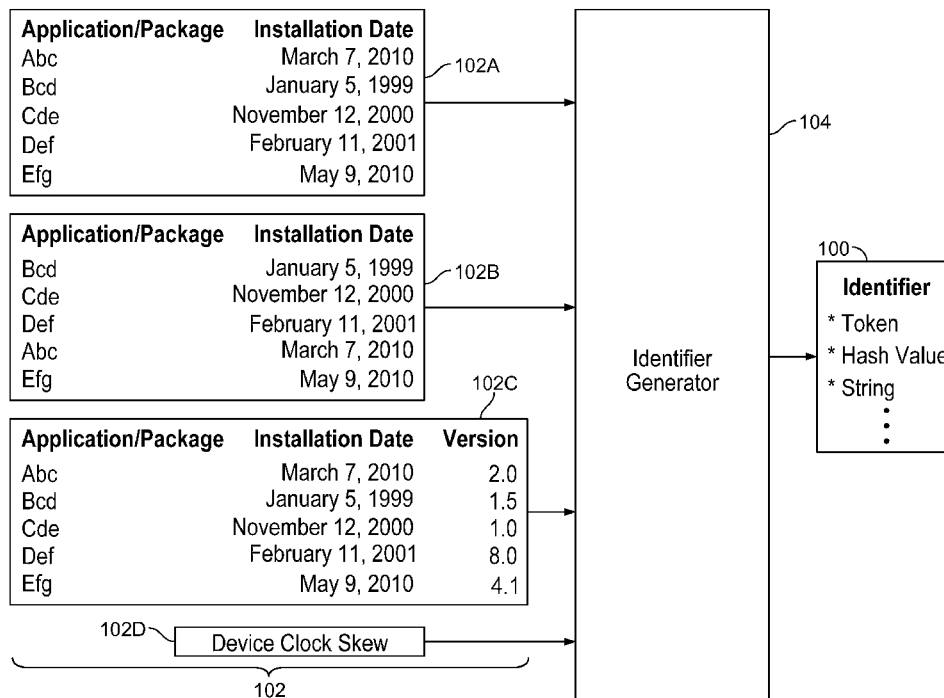 Application/Package Installation Date
Abc March 7, 2010
Bcd January 5, 1999
Cde November 12, 2000
Def February 11, 2001
Efg May 9, 2010
102A
104
Application/Package Installation Date
Bcd January 5, 1999
Cde November 12, 2000
Def February 11, 2001
Abc March 7, 2010
Efg May 9, 2010
102B
Identifier
Generator
100
Identifier
* Token
* Hash Value
* String
102C
Application/Package Installation Date Version
Abc March 7, 2010 2.0
Bcd January 5, 1999 1.5
Cde November 12, 2000 1.0
Def February 11, 2001 8.0
Efg May 9, 2010 4.1
102D
Device Clock Skew
102